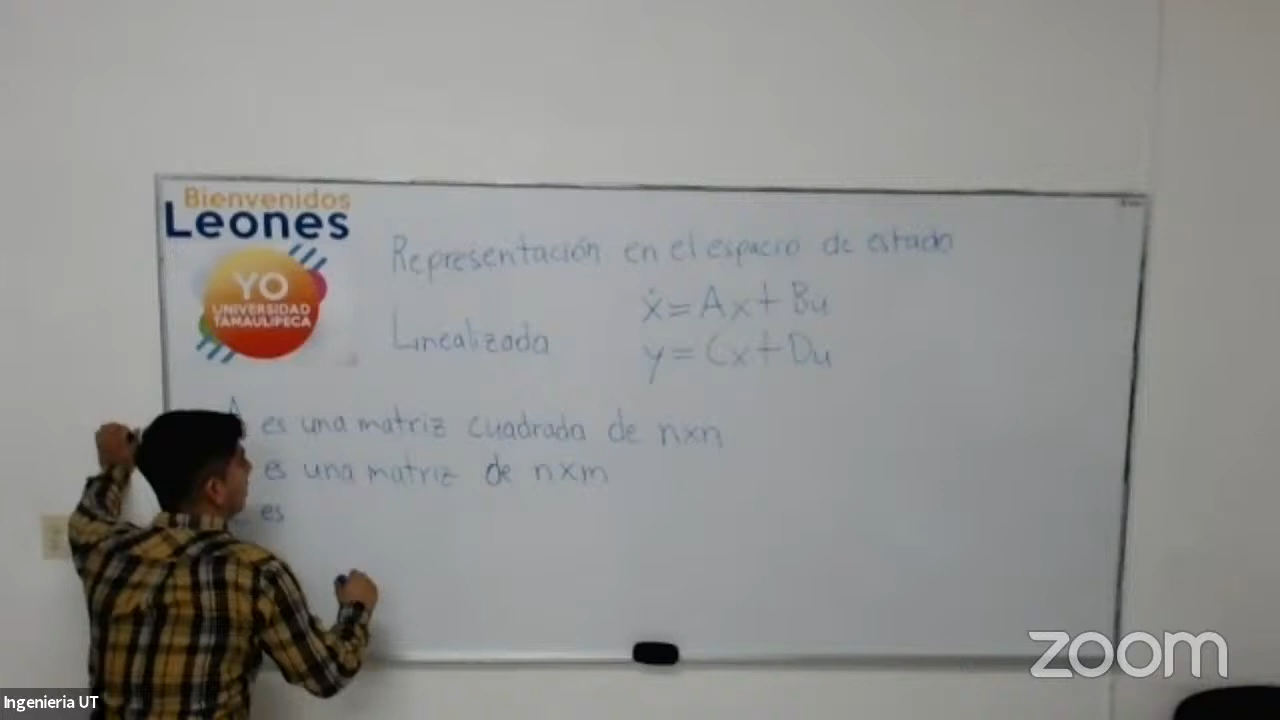 Bienvenidos
Leones
YO
UNIVERSIDAD
TAMAULIPECA
Representación en el espacio de estado
Linealizada
ẋ=Ax+Bu
y=Cx+Du
A es una matriz cuadrada de nxn
es una matriz de nxm
es
zoom
Ingenieria UT